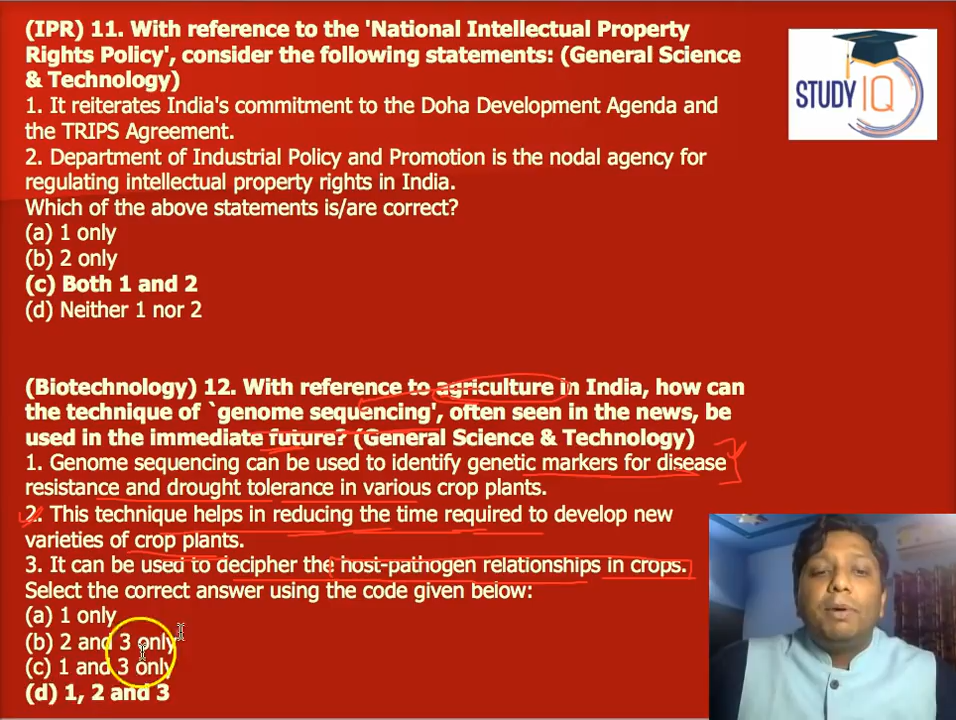 (IPR) 11. With reference to the 'National Intellectual Property
Rights Policy', consider the following statements: (General Science
& Technology)
1. It reiterates India's commitment to the Doha Development Agenda and
the TRIPS Agreement.
2. Department of Industrial Policy and Promotion is the nodal agency for
regulating intellectual property rights in India.
Which of the above statements is/are correct?
(a) 1 only
(b) 2 only
(c) Both 1 and 2
(d) Neither 1 nor 2
STUDY IQ
(Biotechnology) 12. With reference to agriculture in India, how can
the technique of `genome sequencing', often seen in the news, be
used in the immediate future? (General Science & Technology)
1. Genome sequencing can be used to identify genetic markers for disease
resistance and drought tolerance in various crop plants.
2. This technique helps in reducing the time required to develop new
varieties of crop plants.
3. It can be used to decipher the host-pathogen relationships in crops.
Select the correct answer using the code given below:
(a) 1 only
(b) 2 and 3 only
(c) 1 and 3 only
(d) 1, 2 and 3